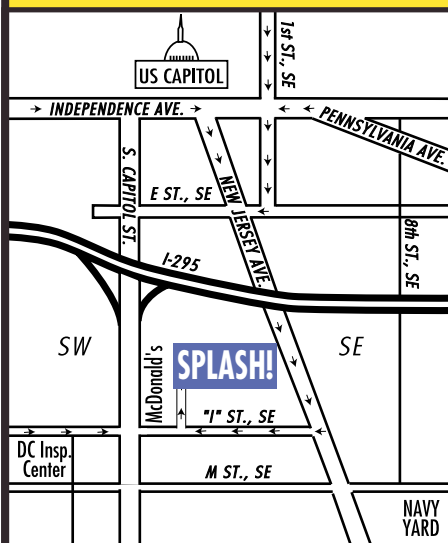 1st ST., SE
US CAPITOL
INDEPENDENCE AVE.
PENNSYLVANIA AVE.
S. CAPITOL ST.
E ST., SE
NEW JERSEY AVE.
8th ST., SE
I-295
SW
McDonald's
SPLASH!
SE
"I" ST., SE
DC Insp.
Center
M ST., SE
NAVY
YARD